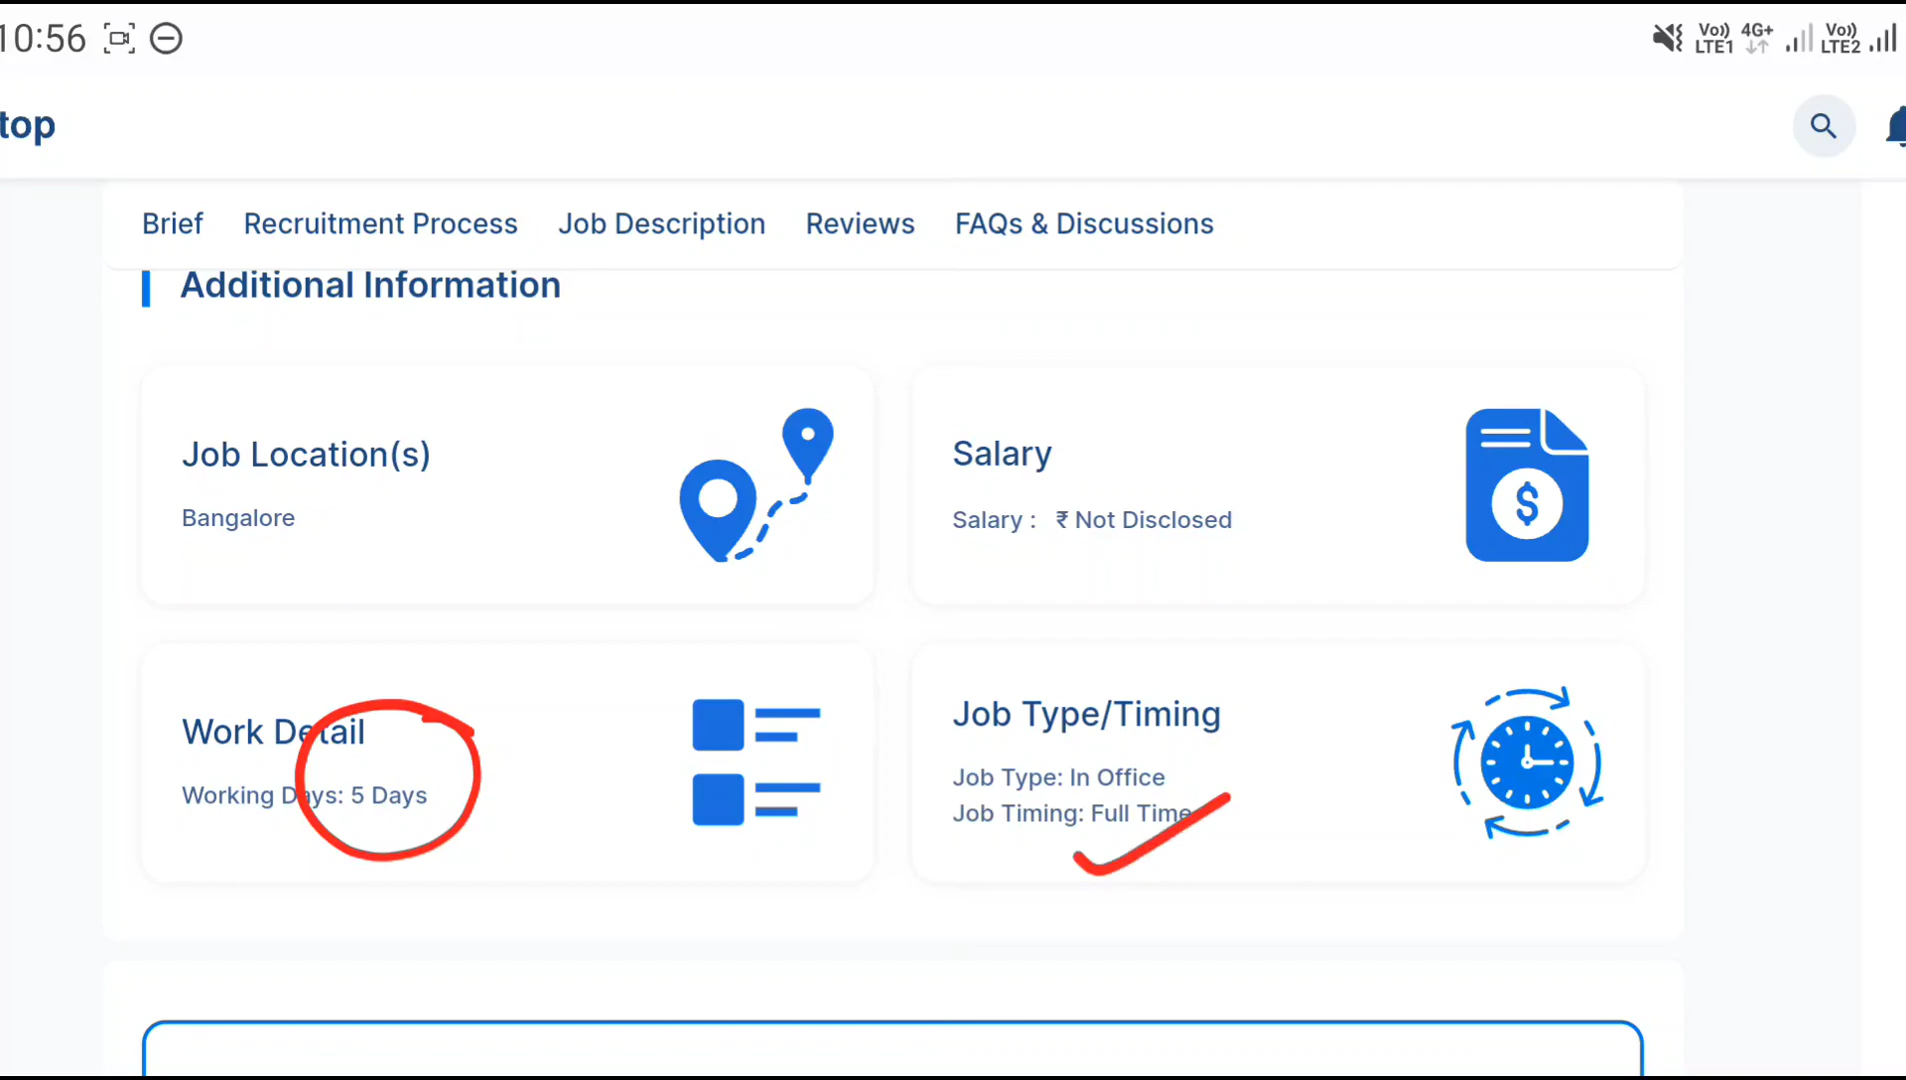 10:56
Vo)) LTE1 4G+ Vo)) LTE2
top
Brief Recruitment Process Job Description Reviews FAQs & Discussions
Additional Information
Job Location(s)
Bangalore
Salary
Salary : ₹ Not Disclosed
Work Detail
Working Days: 5 Days
Job Type/Timing
Job Type: In Office
Job Timing: Full Time